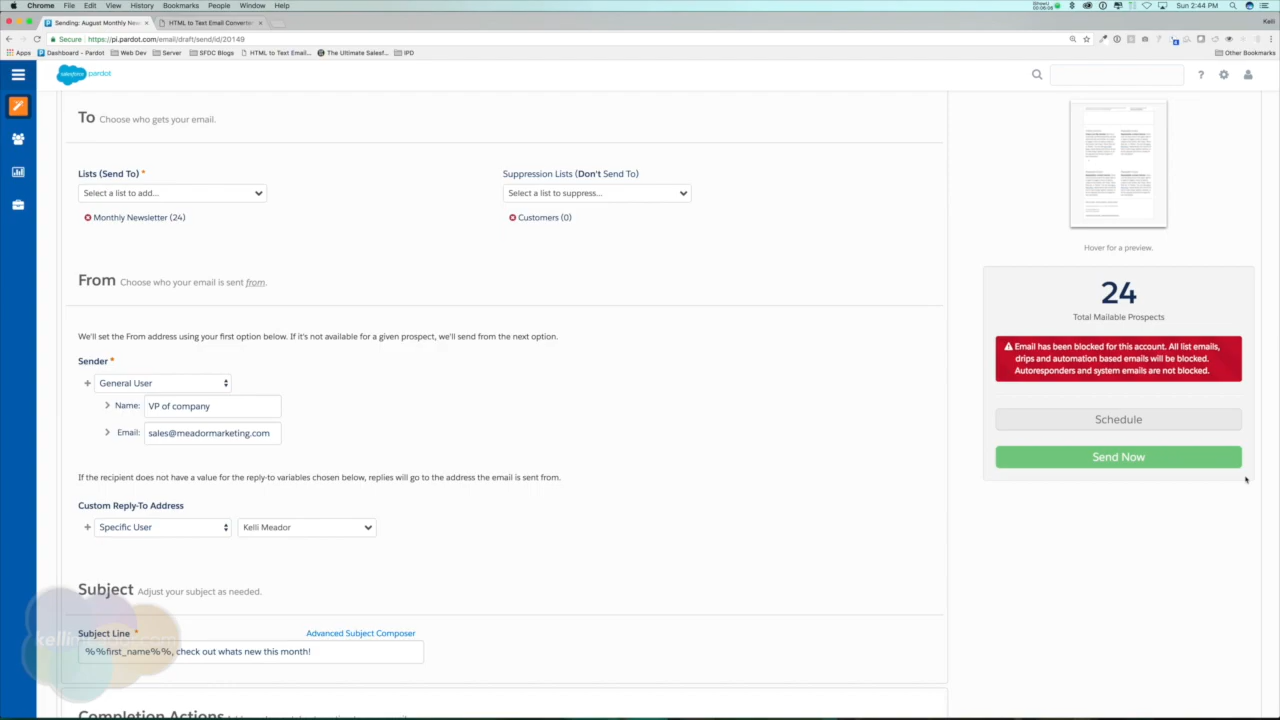 Chrome File Edit View History Bookmarks People Window Help
Sun 2:44 PM
Sending: August Monthly New
HTML to Text Email Converter
Kelli
Secure https://pi.pardot.com/email/draft/send/id/20149
Apps Dashboard - Pardot Web Dev Server SFDC Blogs HTML to Text Email... The Ultimate Salesf... IPD Other Bookmarks
salesforce pardot
To Choose who gets your email.
Lists (Send To) *
Suppression Lists (Don't Send To)
Select a list to add...
Select a list to suppress...
Monthly Newsletter (24)
Customers (0)
Hover for a preview.
From Choose who your email is sent from.
24
Total Mailable Prospects
We'll set the From address using your first option below. If it's not available for a given prospect, we'll send from the next option.
Email has been blocked for this account. All list emails,
drips and automation based emails will be blocked.
Autoresponders and system emails are not blocked.
Sender *
General User
Name: VP of company
Email: sales@meadormarketing.com
Schedule
Send Now
If the recipient does not have a value for the reply-to variables chosen below, replies will go to the address the email is sent from.
Custom Reply-To Address
Specific User
Kelli Meador
Subject Adjust your subject as needed.
Subject Line *
Advanced Subject Composer
%%first_name%%, check out whats new this month!
Completion Actions